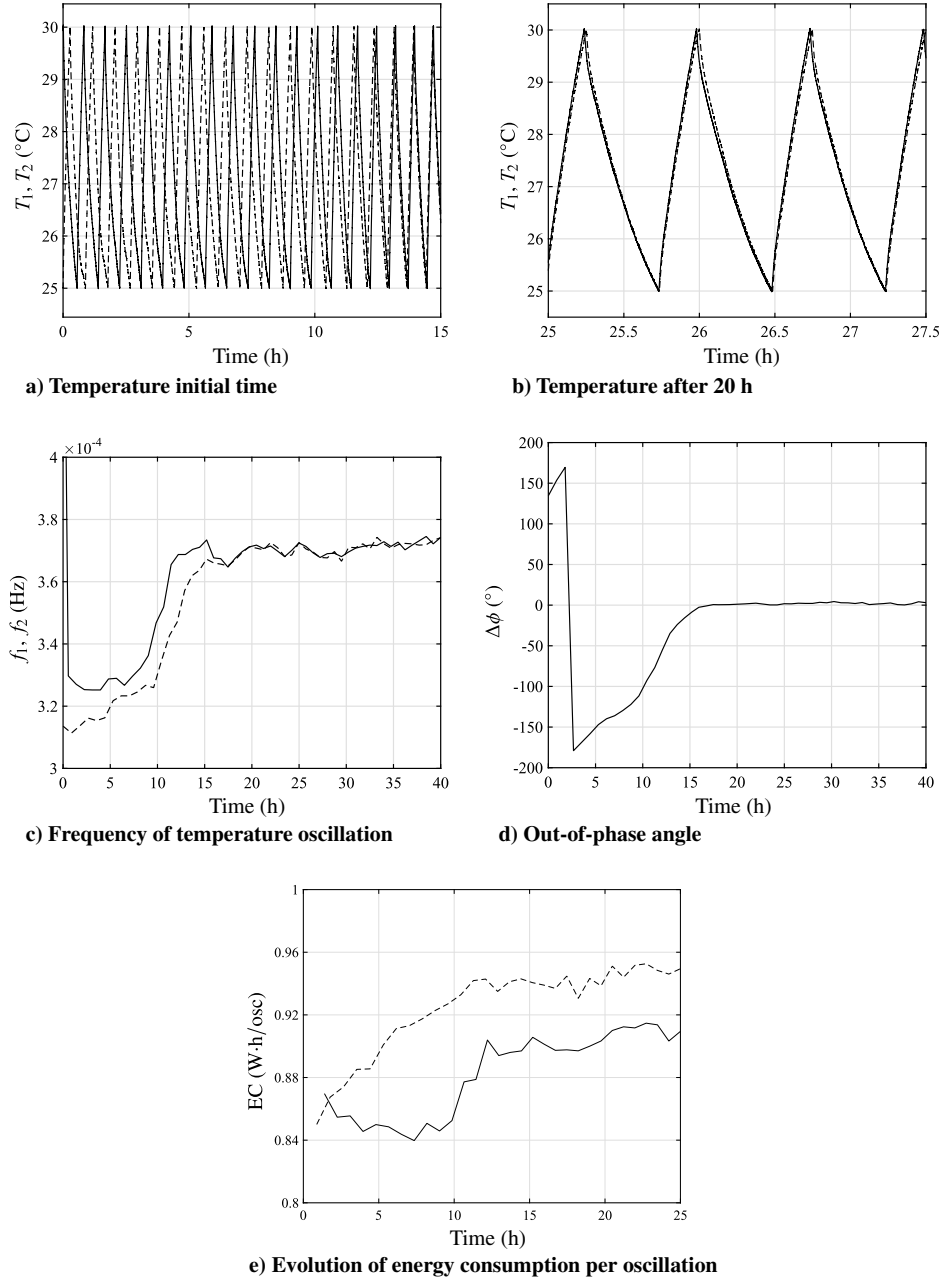 30
29
28
27
26
25
T1, T2 (°C)
0 5 10 15
Time (h)
a) Temperature initial time
30
29
28
27
26
25
T1, T2 (°C)
25 25.5 26 26.5 27 27.5
Time (h)
b) Temperature after 20 h
×10-4
4
3.8
3.6
3.4
3.2
3
f1, f2 (Hz)
0 5 10 15 20 25 30 35 40
Time (h)
c) Frequency of temperature oscillation
200
150
100
50
0
-50
-100
-150
-200
Δϕ (°)
0 5 10 15 20 25 30 35 40
Time (h)
d) Out-of-phase angle
1
0.96
0.92
0.88
0.84
0.8
EC (W·h/osc)
0 5 10 15 20 25
Time (h)
e) Evolution of energy consumption per oscillation